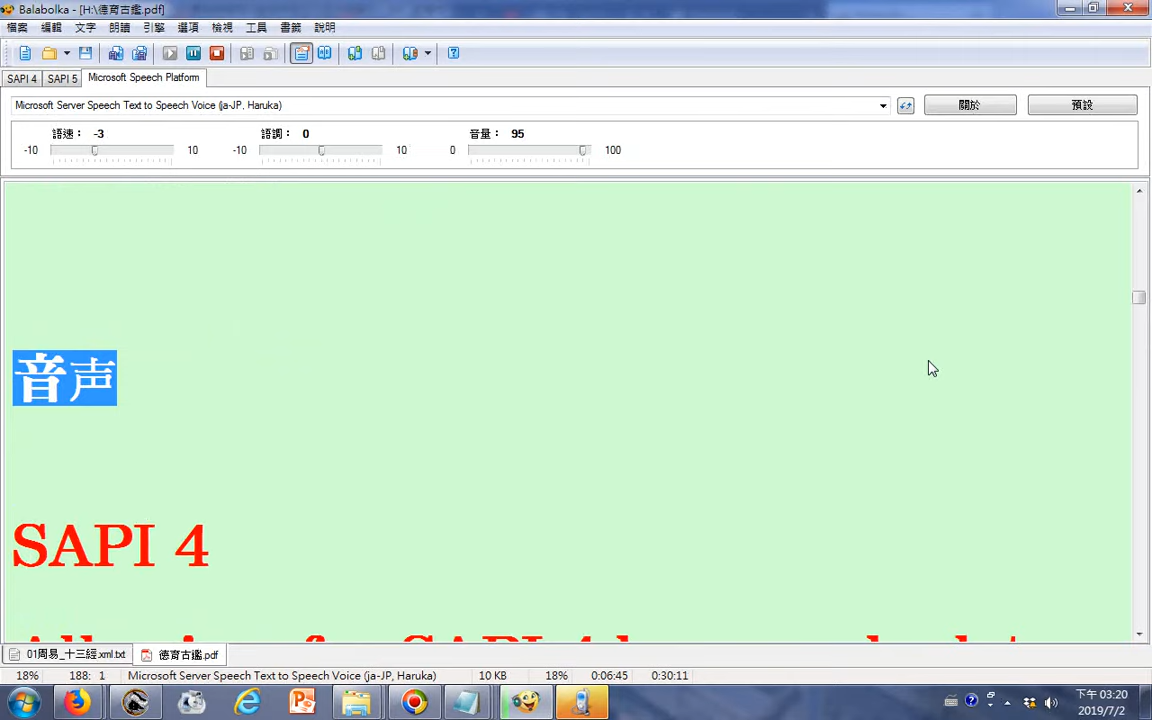 Balabolka - [H:\德育古鑑.pdf]
檔案 編輯 文字 朗讀 引擎 選項 檢視 工具 書籤 說明
SAPI 4 SAPI 5 Microsoft Speech Platform
Microsoft Server Speech Text to Speech Voice (ja-JP, Haruka) 關於 預設
語速： -3 語調： 0 音量： 95
-10 10 -10 10 0 100
音声
SAPI 4
01周易_十三經.xml.txt 德育古鑑.pdf
18% 188: 1 Microsoft Server Speech Text to Speech Voice (ja-JP, Haruka) 10 KB 18% 0:06:45 0:30:11
下午 03:20
2019/7/2